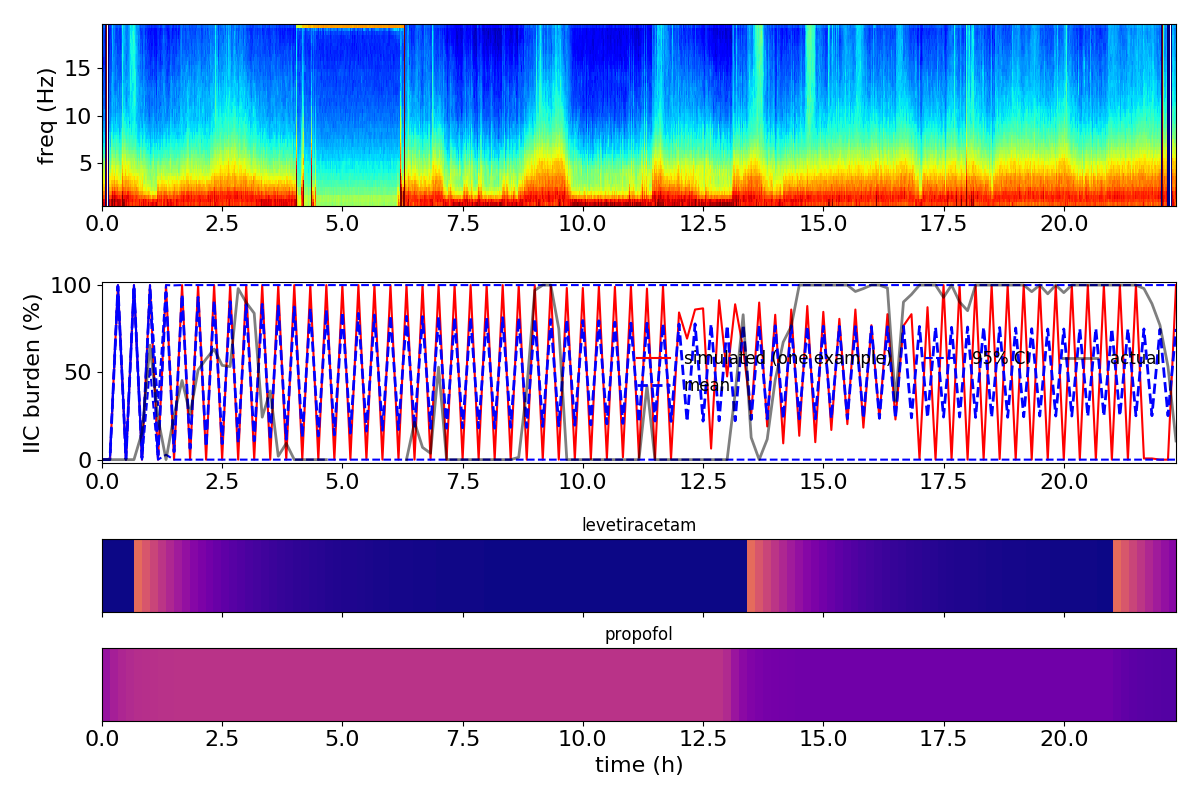 freq (Hz)
15
10
5
0.0 2.5 5.0 7.5 10.0 12.5 15.0 17.5 20.0
IIC burden (%)
100
50
0
simulated (one example) 95% CI actual
mean
0.0 2.5 5.0 7.5 10.0 12.5 15.0 17.5 20.0
levetiracetam
propofol
0.0 2.5 5.0 7.5 10.0 12.5 15.0 17.5 20.0
time (h)